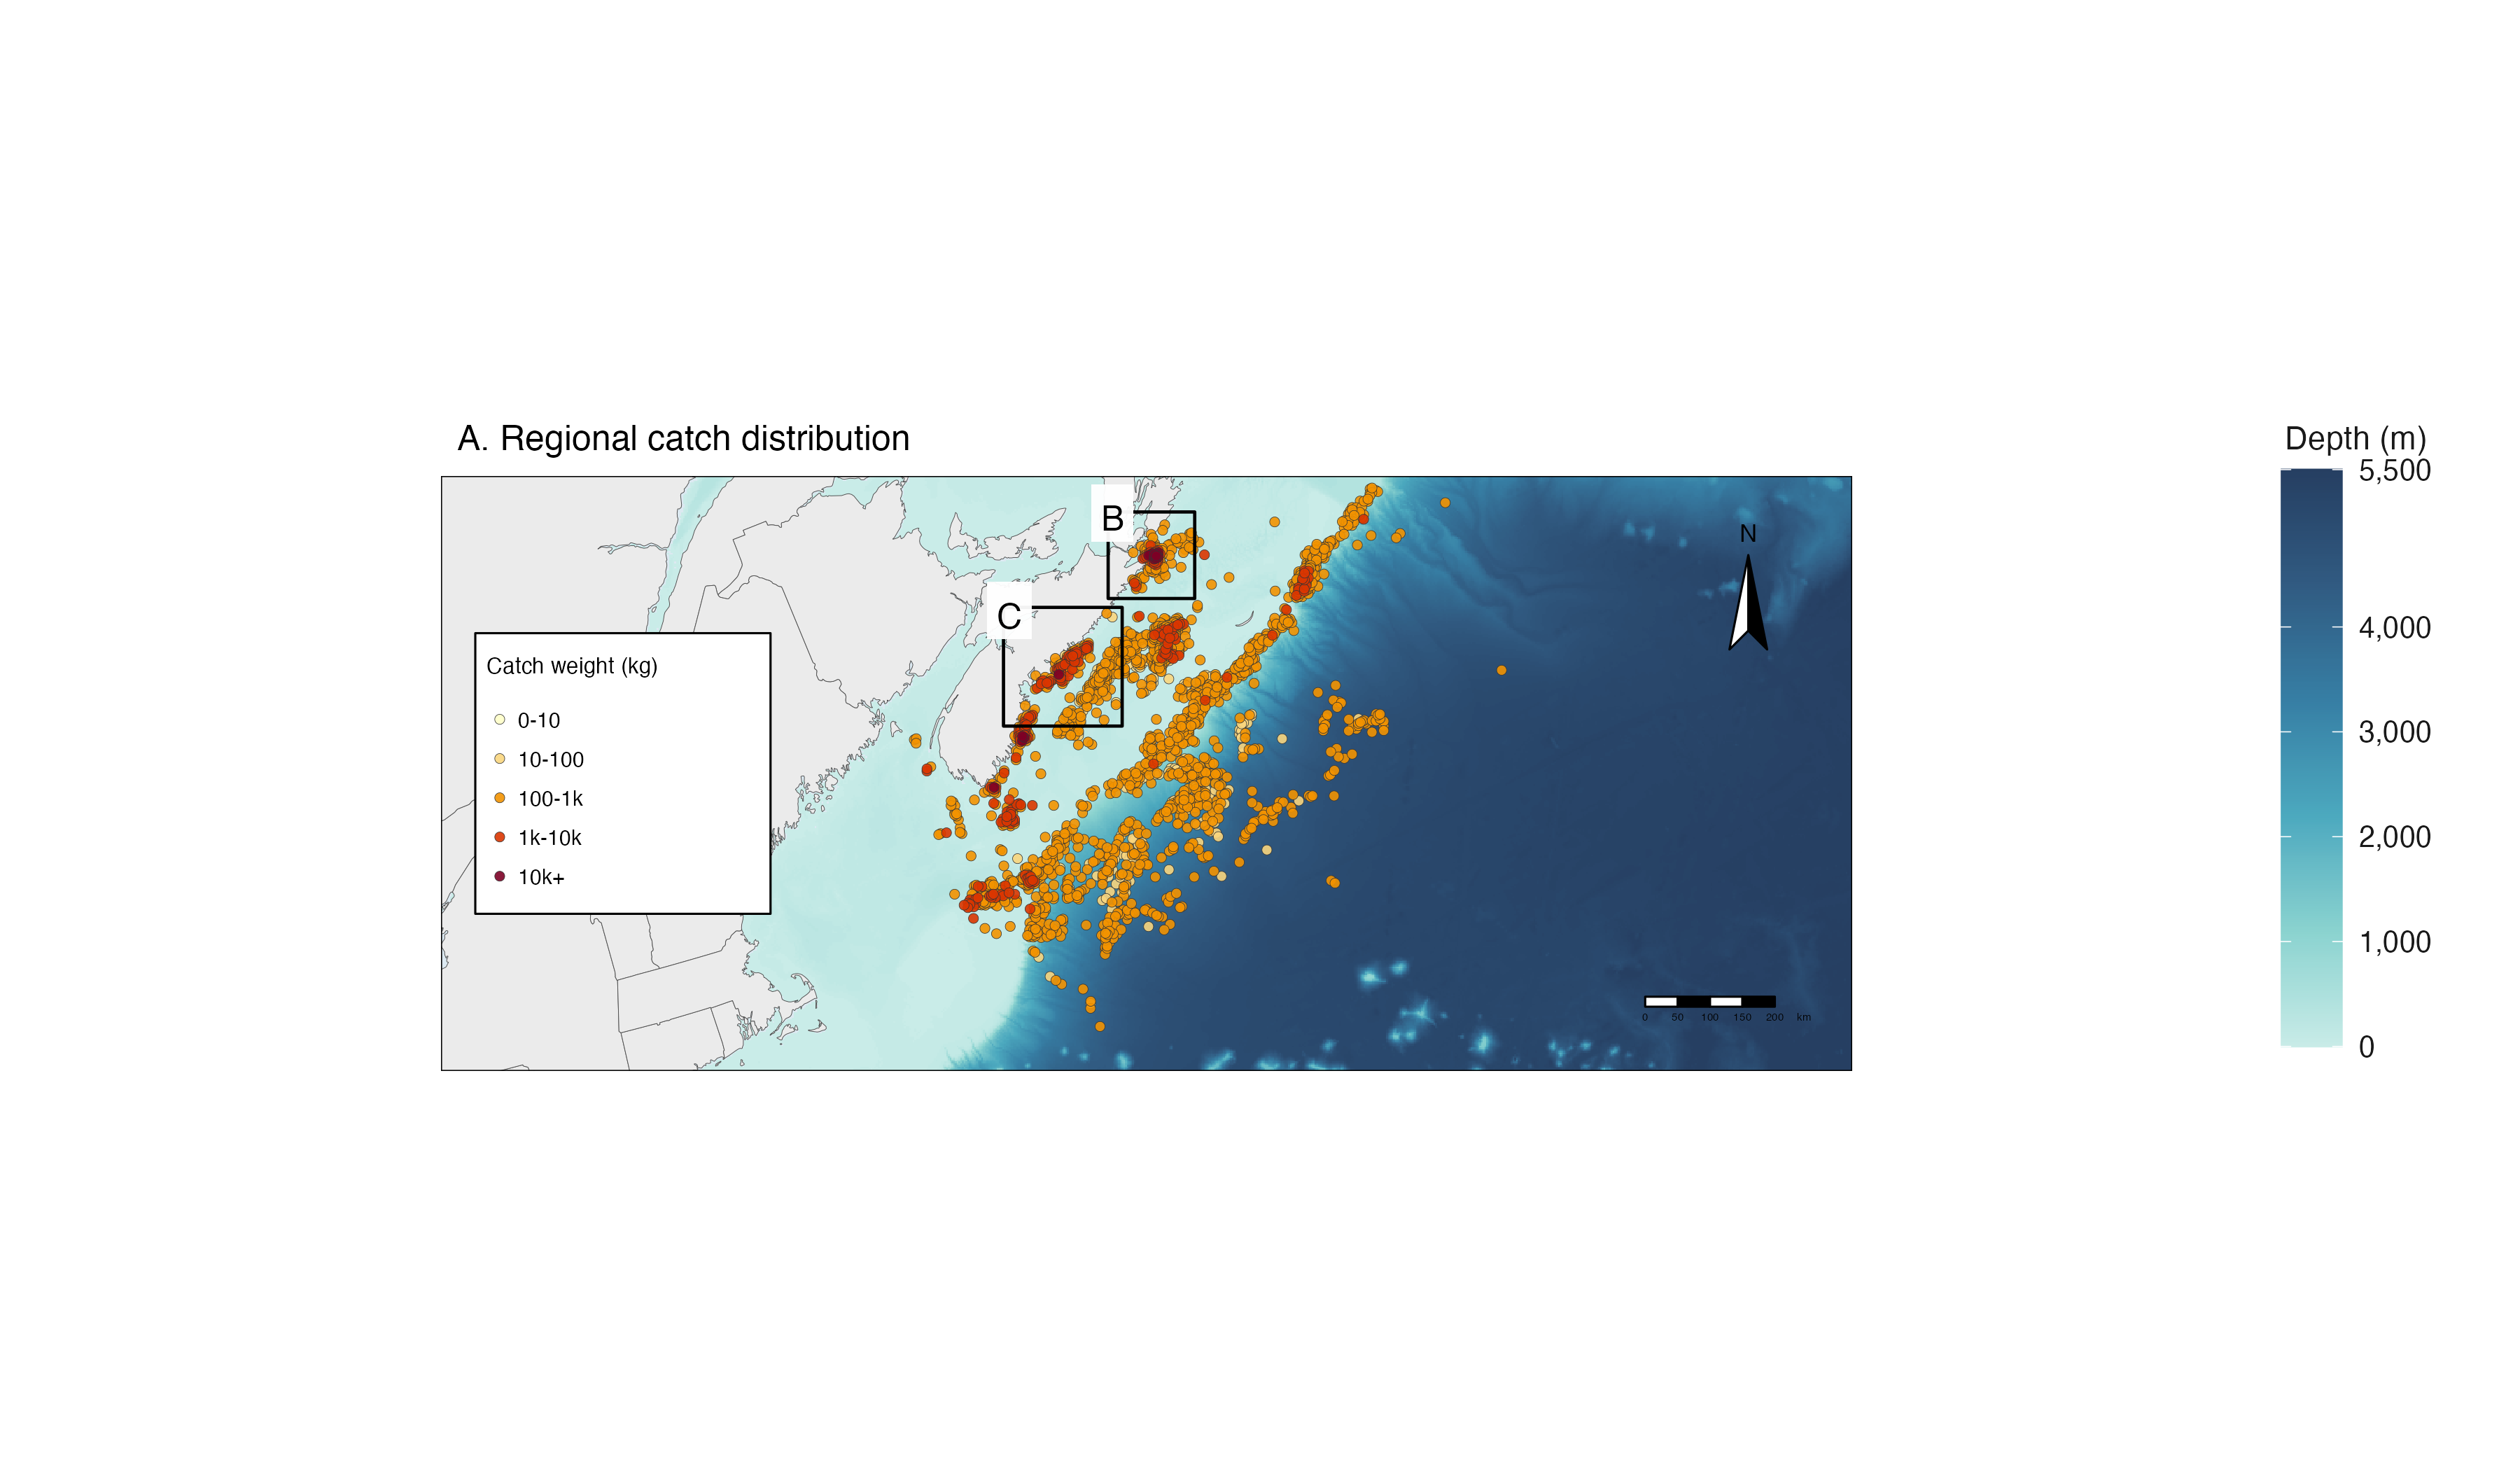 A. Regional catch distribution
Depth (m)
5,500
4,000
3,000
2,000
1,000
0
B
C
N
Catch weight (kg)
0-10
10-100
100-1k
1k-10k
10k+
0 50 100 150 200 km